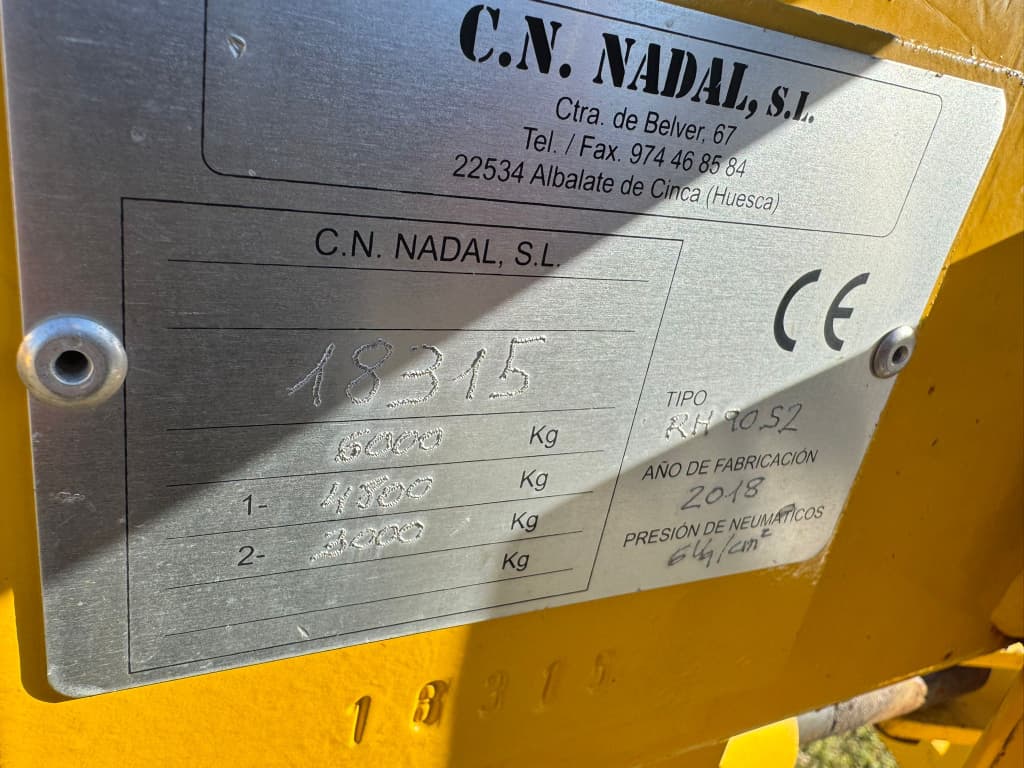 C.N. NADAL, S.L.
Ctra. de Belver, 67
Tel. / Fax. 974 46 85 84
22534 Albalate de Cinca (Huesca)
C.N. NADAL, S.L.
18315
6000 Kg
1- 4500 Kg
2- 3000 Kg
Kg
CE
TIPO
RH 90.S2
AÑO DE FABRICACIÓN
2018
PRESIÓN DE NEUMÁTICOS
6 Kg/cm²
18315